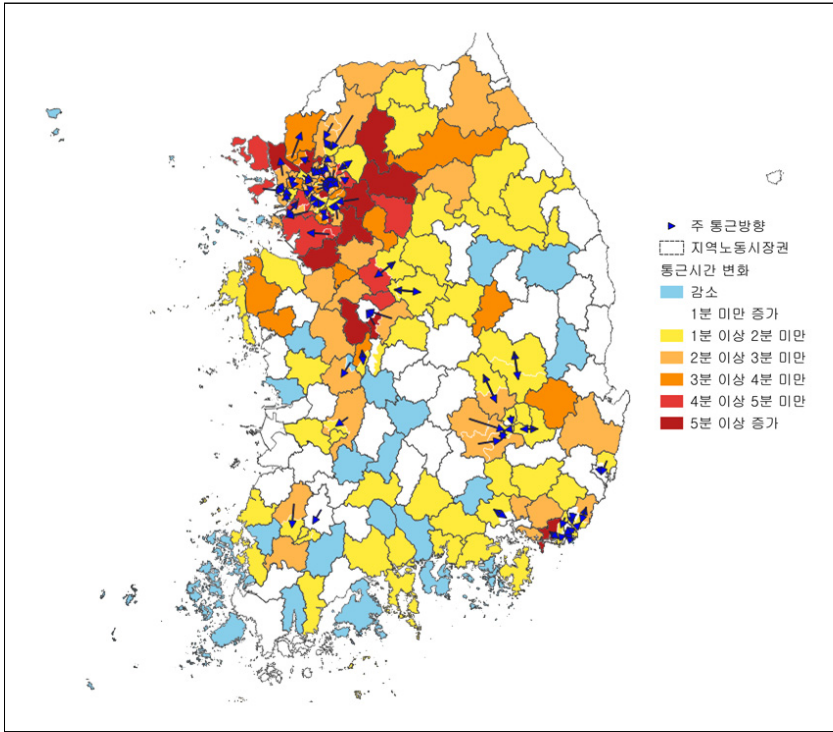 주 통근방향
지역노동시장권
통근시간 변화
감소
1분 미만 증가
1분 이상 2분 미만
2분 이상 3분 미만
3분 이상 4분 미만
4분 이상 5분 미만
5분 이상 증가